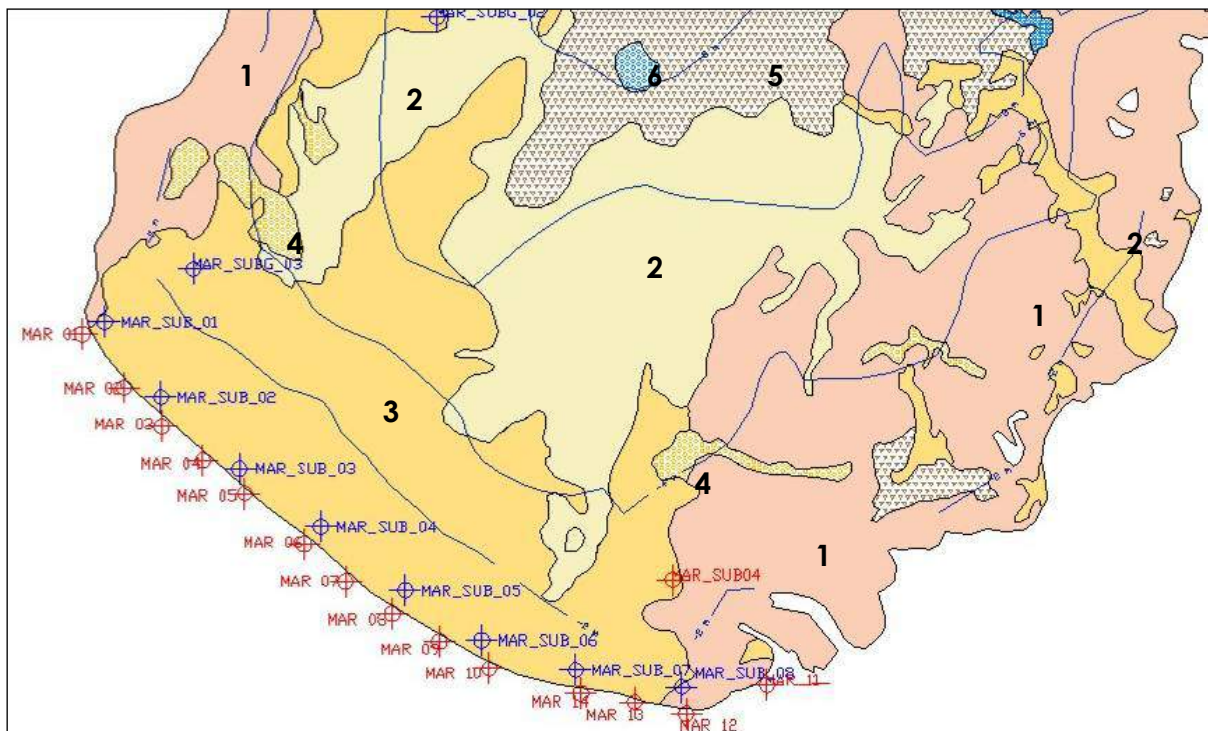 MAR_SUBG_02
1
6
5
2
4
2
2
MAR_SUBG_03
1
MAR 01
MAR_SUB_01
MAR 02
MAR_SUB_02
3
MAR 03
MAR 04
MAR_SUB_03
4
MAR 05
MAR_SUB_04
MAR 06
1
MAR 07
MAR_SUB_05
MAR_SUB04
MAR 08
MAR 09
MAR_SUB_06
MAR 10
MAR_SUB_07
MAR_SUB_08
MAR 11
MAR 14
MAR 13
MAR 12